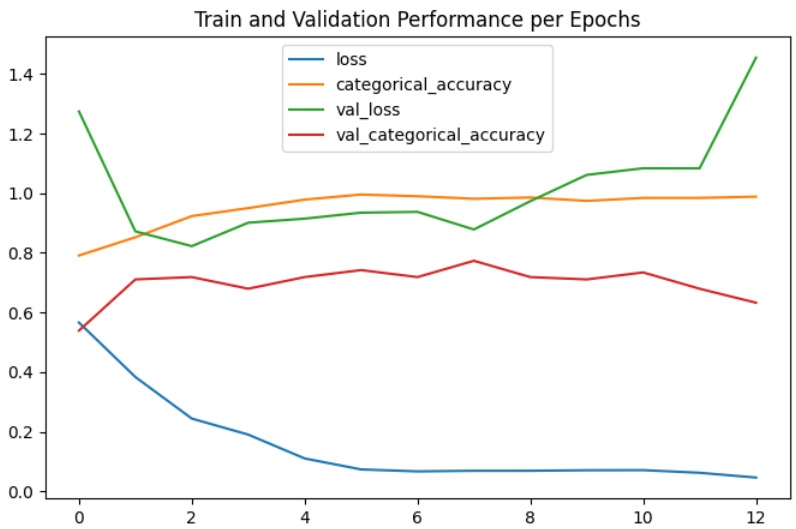 Train and Validation Performance per Epochs
loss
categorical_accuracy
val_loss
val_categorical_accuracy
1.4
1.2
1.0
0.8
0.6
0.4
0.2
0.0
0 2 4 6 8 10 12